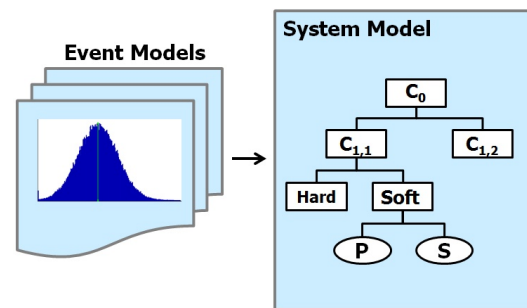 Event Models
System Model
C0
C1,1
C1,2
Hard
Soft
P
S